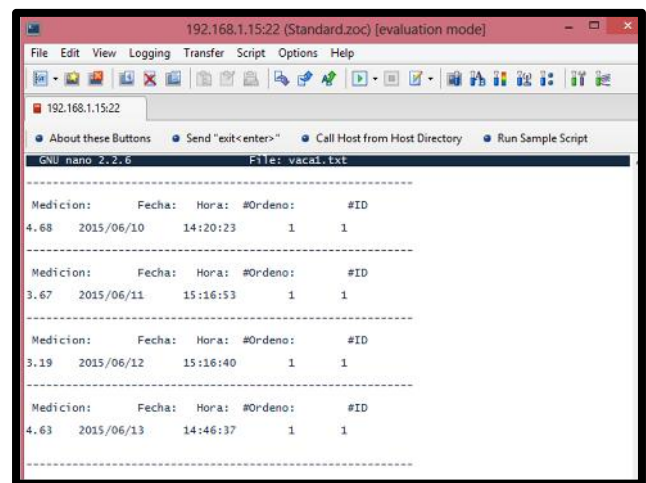 192.168.1.15:22 (Standard.zoc) [evaluation mode]
File Edit View Logging Transfer Script Options Help
192.168.1.15:22
About these Buttons Send "exit<enter>" Call Host from Host Directory Run Sample Script
GNU nano 2.2.6 File: vaca1.txt
----------------------------------------------------
Medicion: Fecha: Hora: #Ordeno: #ID
4.68 2015/06/10 14:20:23 1 1
----------------------------------------------------
Medicion: Fecha: Hora: #Ordeno: #ID
3.67 2015/06/11 15:16:53 1 1
----------------------------------------------------
Medicion: Fecha: Hora: #Ordeno: #ID
3.19 2015/06/12 15:16:40 1 1
----------------------------------------------------
Medicion: Fecha: Hora: #Ordeno: #ID
4.63 2015/06/13 14:46:37 1 1
----------------------------------------------------